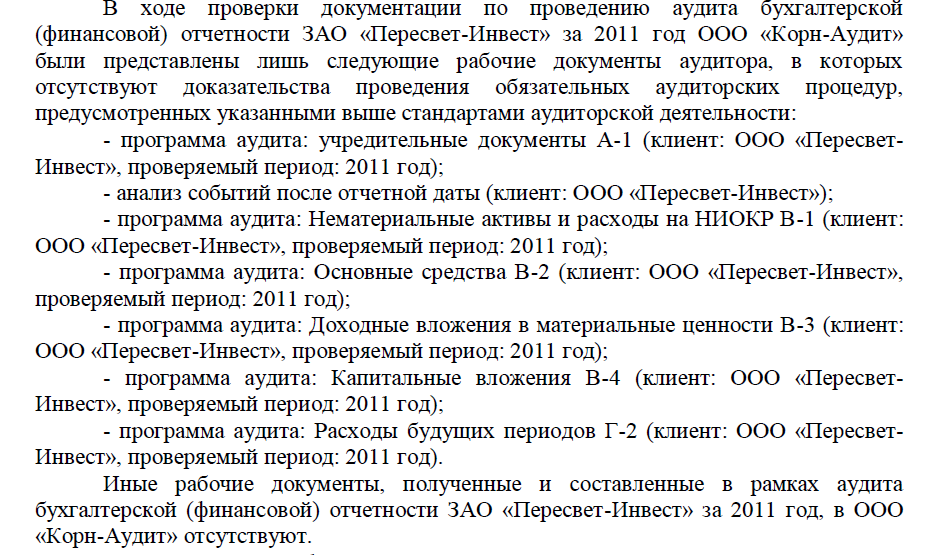 В ходе проверки документации по проведению аудита бухгалтерской
(финансовой) отчетности ЗАО «Пересвет-Инвест» за 2011 год ООО «Корн-Аудит»
были представлены лишь следующие рабочие документы аудитора, в которых
отсутствуют доказательства проведения обязательных аудиторских процедур,
предусмотренных указанными выше стандартами аудиторской деятельности:
- программа аудита: учредительные документы А-1 (клиент: ООО «Пересвет-
Инвест», проверяемый период: 2011 год);
- анализ событий после отчетной даты (клиент: ООО «Пересвет-Инвест»);
- программа аудита: Нематериальные активы и расходы на НИОКР В-1 (клиент:
ООО «Пересвет-Инвест», проверяемый период: 2011 год);
- программа аудита: Основные средства В-2 (клиент: ООО «Пересвет-Инвест»,
проверяемый период: 2011 год);
- программа аудита: Доходные вложения в материальные ценности В-3 (клиент:
ООО «Пересвет-Инвест», проверяемый период: 2011 год);
- программа аудита: Капитальные вложения В-4 (клиент: ООО «Пересвет-
Инвест», проверяемый период: 2011 год);
- программа аудита: Расходы будущих периодов Г-2 (клиент: ООО «Пересвет-
Инвест», проверяемый период: 2011 год).
Иные рабочие документы, полученные и составленные в рамках аудита
бухгалтерской (финансовой) отчетности ЗАО «Пересвет-Инвест» за 2011 год, в ООО
«Корн-Аудит» отсутствуют.